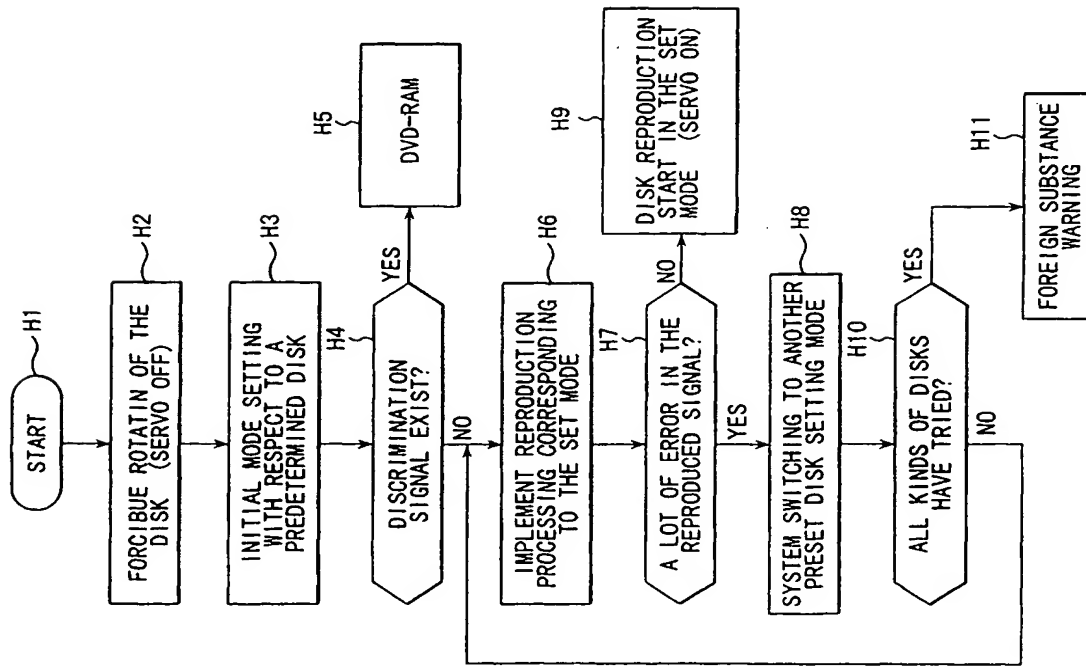 START
H1
FORCIBUE ROTATIN OF THE
DISK (SERVO OFF)
H2
INITIAL MODE SETTING
WITH RESPECT TO A
PREDETERMINED DISK
H3
DISCRIMINATION
SIGNAL EXIST?
H4
YES
DVD-RAM
H5
NO
IMPLEMENT REPRODUCTION
PROCESSING CORRESPONDING
TO THE SET MODE
H6
A LOT OF ERROR IN THE
REPRODUCED SIGNAL?
H7
NO
DISK REPRODUCTION
START IN THE SET
MODE (SERVO ON)
H9
YES
SYSTEM SWITCHING TO ANOTHER
PRESET DISK SETTING MODE
H8
ALL KINDS OF DISKS
HAVE TRIED?
H10
YES
NO
FOREIGN SUBSTANCE
WARNING
H11